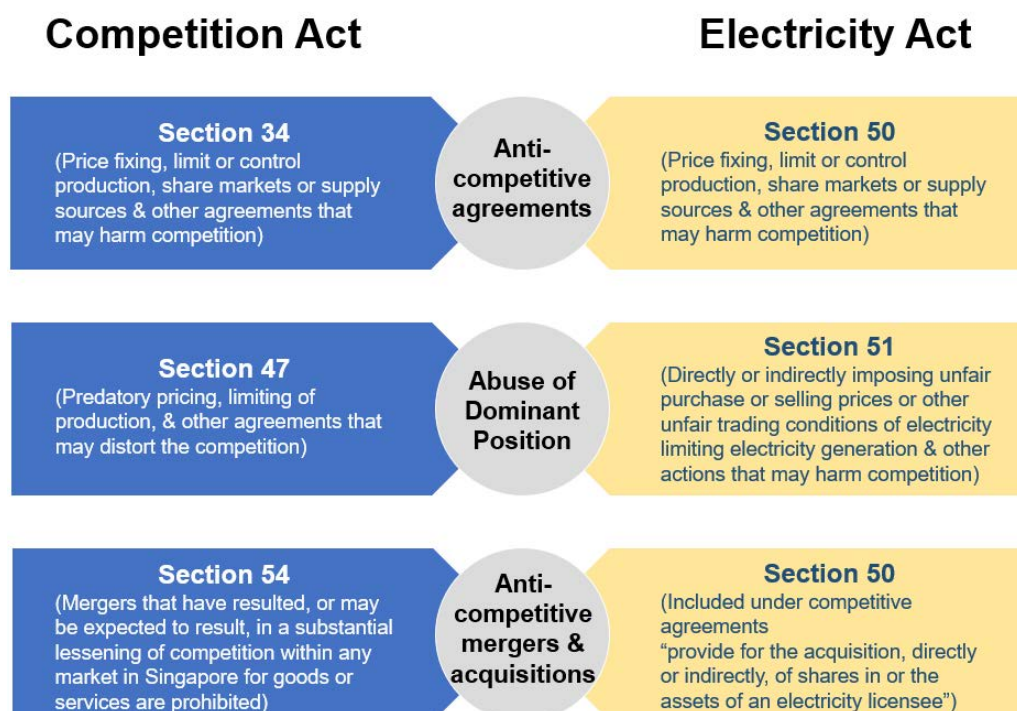 Competition Act
Electricity Act
Section 34
(Price fixing, limit or control
production, share markets or supply
sources & other agreements that
may harm competition)
Anti-
competitive
agreements
Section 50
(Price fixing, limit or control
production, share markets or supply
sources & other agreements that
may harm competition)
Section 47
(Predatory pricing, limiting of
production, & other agreements that
may distort the competition)
Abuse of
Dominant
Position
Section 51
(Directly or indirectly imposing unfair
purchase or selling prices or other
unfair trading conditions of electricity
limiting electricity generation & other
actions that may harm competition)
Section 54
(Mergers that have resulted, or may
be expected to result, in a substantial
lessening of competition within any
market in Singapore for goods or
services are prohibited)
Anti-
competitive
mergers &
acquisitions
Section 50
(Included under competitive
agreements
“provide for the acquisition, directly
or indirectly, of shares in or the
assets of an electricity licensee”)